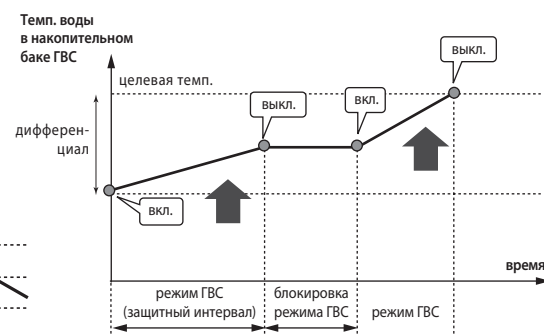 Темп. воды
в накопительном
баке ГВС
целевая темп.
выкл.
выкл.
вкл.
дифферен-
циал
вкл.
время
режим ГВС
(защитный интервал)
блокировка
режима ГВС
режим ГВС